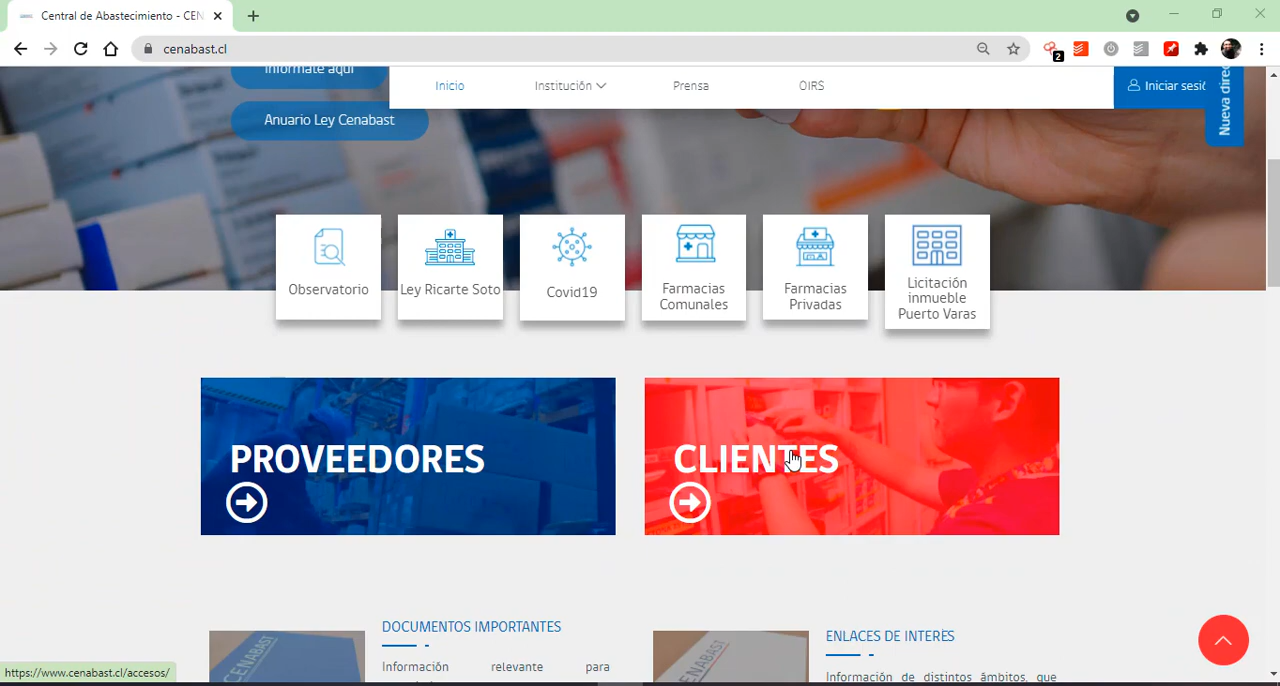 Central de Abastecimiento - CEN
cenabast.cl
2
Infórmate aquí
Inicio
Institución
Prensa
OIRS
Iniciar sesió
Nueva direc
Anuario Ley Cenabast
Observatorio
Ley Ricarte Soto
Covid19
Farmacias
Comunales
Farmacias
Privadas
Licitación
inmueble
Puerto Varas
PROVEEDORES
CLIENTES
DOCUMENTOS IMPORTANTES
Información relevante para
ENLACES DE INTERÉS
Información de distintos ámbitos, que
CENABAST
CENABAST
https://www.cenabast.cl/accesos/